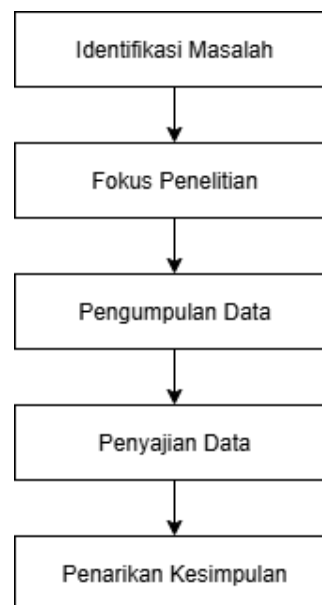 Identifikasi Masalah
Fokus Penelitian
Pengumpulan Data
Penyajian Data
Penarikan Kesimpulan